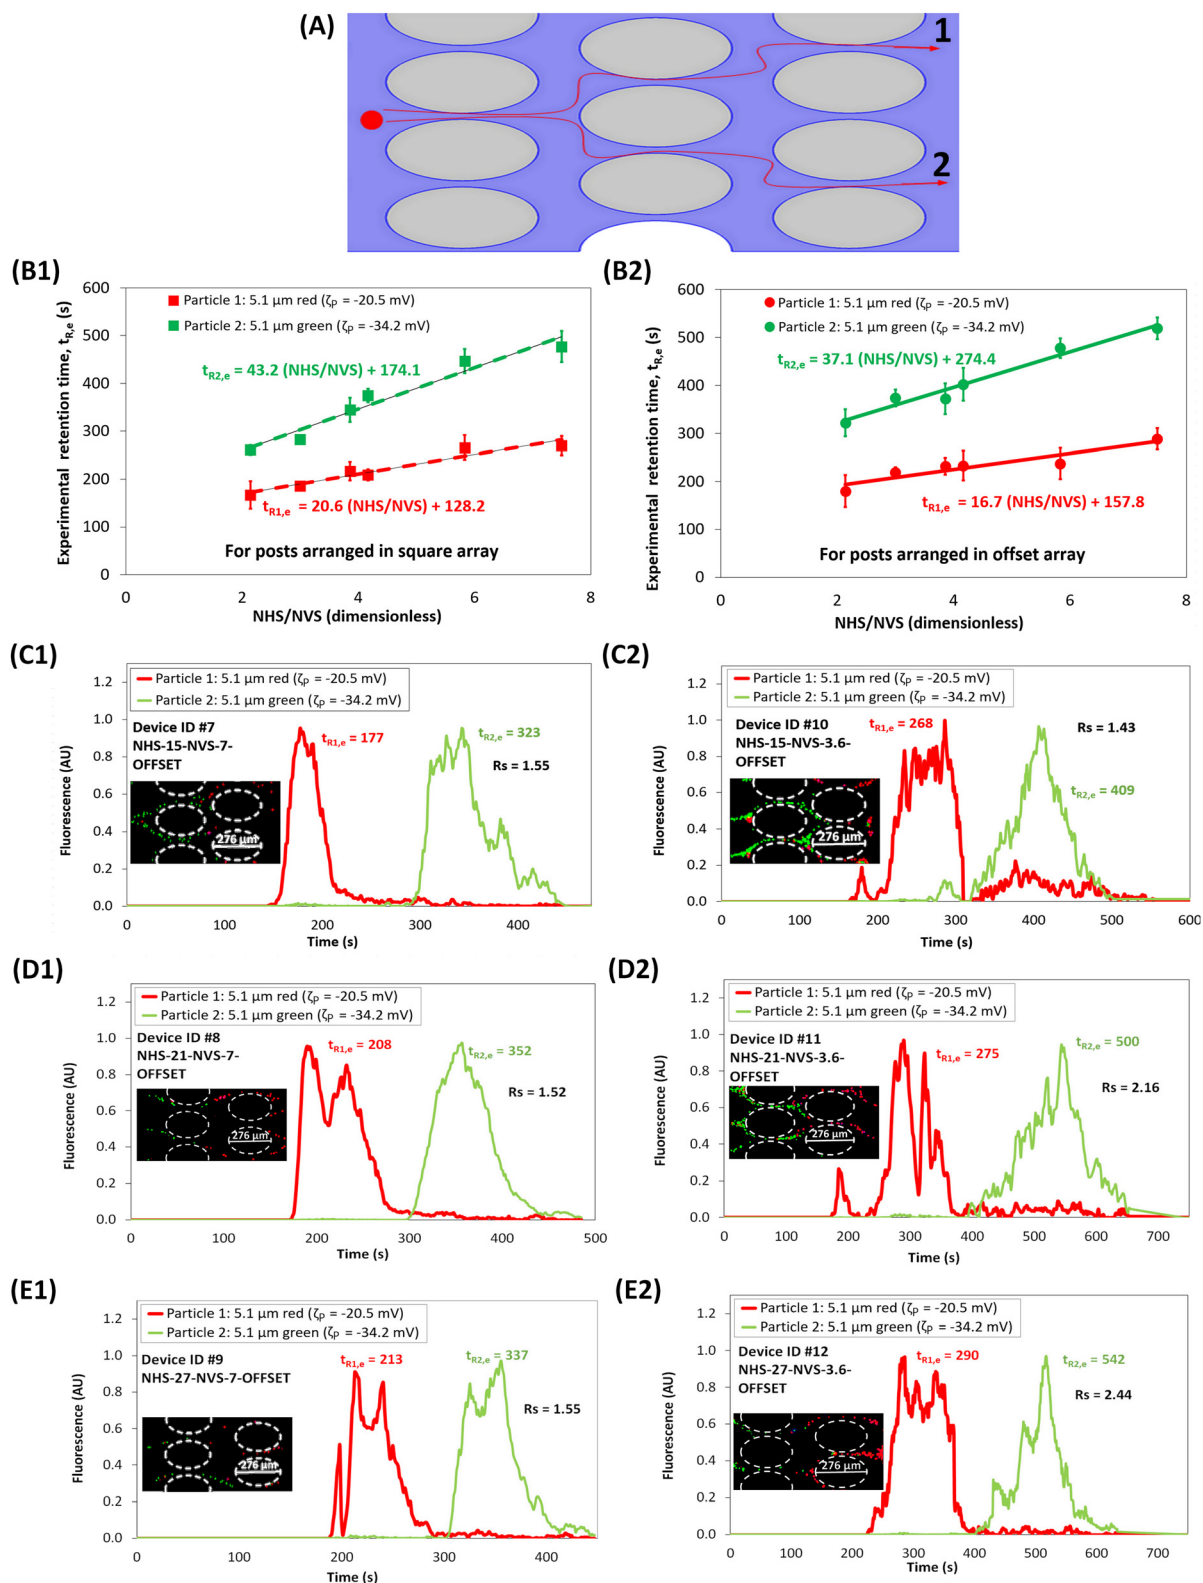 (A)
1
2
(B1)
Experimental retention time, tR,e (s)
600
500
400
300
200
100
0
Particle 1: 5.1 µm red (ζP = -20.5 mV)
Particle 2: 5.1 µm green (ζP = -34.2 mV)
tR2,e = 43.2 (NHS/NVS) + 174.1
tR1,e = 20.6 (NHS/NVS) + 128.2
For posts arranged in square array
0 2 4 6 8
NHS/NVS (dimensionless)
(B2)
Experimental retention time, tR,e (s)
600
500
400
300
200
100
0
Particle 1: 5.1 µm red (ζP = -20.5 mV)
Particle 2: 5.1 µm green (ζP = -34.2 mV)
tR2,e = 37.1 (NHS/NVS) + 274.4
tR1,e = 16.7 (NHS/NVS) + 157.8
For posts arranged in offset array
0 2 4 6 8
NHS/NVS (dimensionless)
(C1)
Fluorescence (AU)
1.2
1.0
0.8
0.6
0.4
0.2
0.0
Particle 1: 5.1 µm red (ζP = -20.5 mV)
Particle 2: 5.1 µm green (ζP = -34.2 mV)
Device ID #7
NHS-15-NVS-7-
OFFSET
276 µm
tR1,e = 177
tR2,e = 323
Rs = 1.55
0 100 200 300 400
Time (s)
(C2)
Fluorescence (AU)
1.2
1.0
0.8
0.6
0.4
0.2
0.0
Particle 1: 5.1 µm red (ζP = -20.5 mV)
Particle 2: 5.1 µm green (ζP = -34.2 mV)
Device ID #10
NHS-15-NVS-3.6-
OFFSET
276 µm
tR1,e = 268
Rs = 1.43
tR2,e = 409
0 100 200 300 400 500 600
Time (s)
(D1)
Fluorescence (AU)
1.2
1.0
0.8
0.6
0.4
0.2
0.0
Particle 1: 5.1 µm red (ζP = -20.5 mV)
Particle 2: 5.1 µm green (ζP = -34.2 mV)
Device ID #8
NHS-21-NVS-7-
OFFSET
276 µm
tR1,e = 208
tR2,e = 352
Rs = 1.52
0 100 200 300 400 500
Time (s)
(D2)
Fluorescence (AU)
1.2
1.0
0.8
0.6
0.4
0.2
0.0
Particle 1: 5.1 µm red (ζP = -20.5 mV)
Particle 2: 5.1 µm green (ζP = -34.2 mV)
Device ID #11
NHS-21-NVS-3.6-
OFFSET
276 µm
tR1,e = 275
tR2,e = 500
Rs = 2.16
0 100 200 300 400 500 600 700
Time (s)
(E1)
Fluorescence (AU)
1.2
1.0
0.8
0.6
0.4
0.2
0.0
Particle 1: 5.1 µm red (ζP = -20.5 mV)
Particle 2: 5.1 µm green (ζP = -34.2 mV)
Device ID #9
NHS-27-NVS-7-OFFSET
276 µm
tR1,e = 213
tR2,e = 337
Rs = 1.55
0 100 200 300 400
Time (s)
(E2)
Fluorescence (AU)
1.2
1.0
0.8
0.6
0.4
0.2
0.0
Particle 1: 5.1 µm red (ζP = -20.5 mV)
Particle 2: 5.1 µm green (ζP = -34.2 mV)
Device ID #12
NHS-27-NVS-3.6-
OFFSET
276 µm
tR1,e = 290
tR2,e = 542
Rs = 2.44
0 100 200 300 400 500 600 700
Time (s)